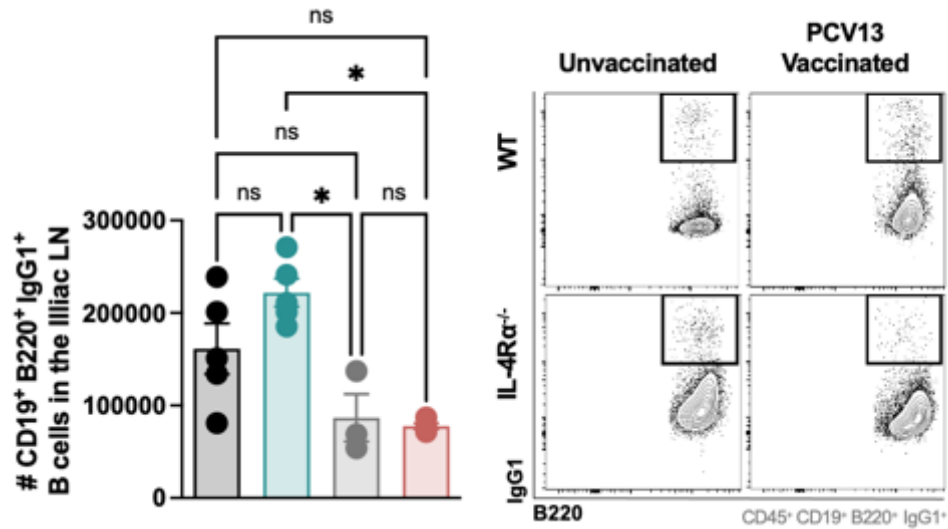 ns
*
ns
ns
*
ns
300000
200000
100000
0
# CD19+ B220+ IgG1+
B cells in the Illiac LN
PCV13
Unvaccinated
Vaccinated
WT
IL-4Rα-/-
IgG1
B220
CD45+ CD19+ B220+ IgG1+